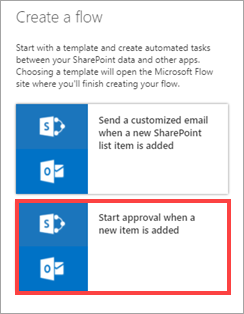 Create a flow
Start with a template and create automated tasks
between your SharePoint data and other apps.
Choosing a template will open the Microsoft Flow
site where you'll finish creating your flow.
S
Send a customized email
when a new SharePoint
list item is added
O
S
Start approval when a
new item is added
O